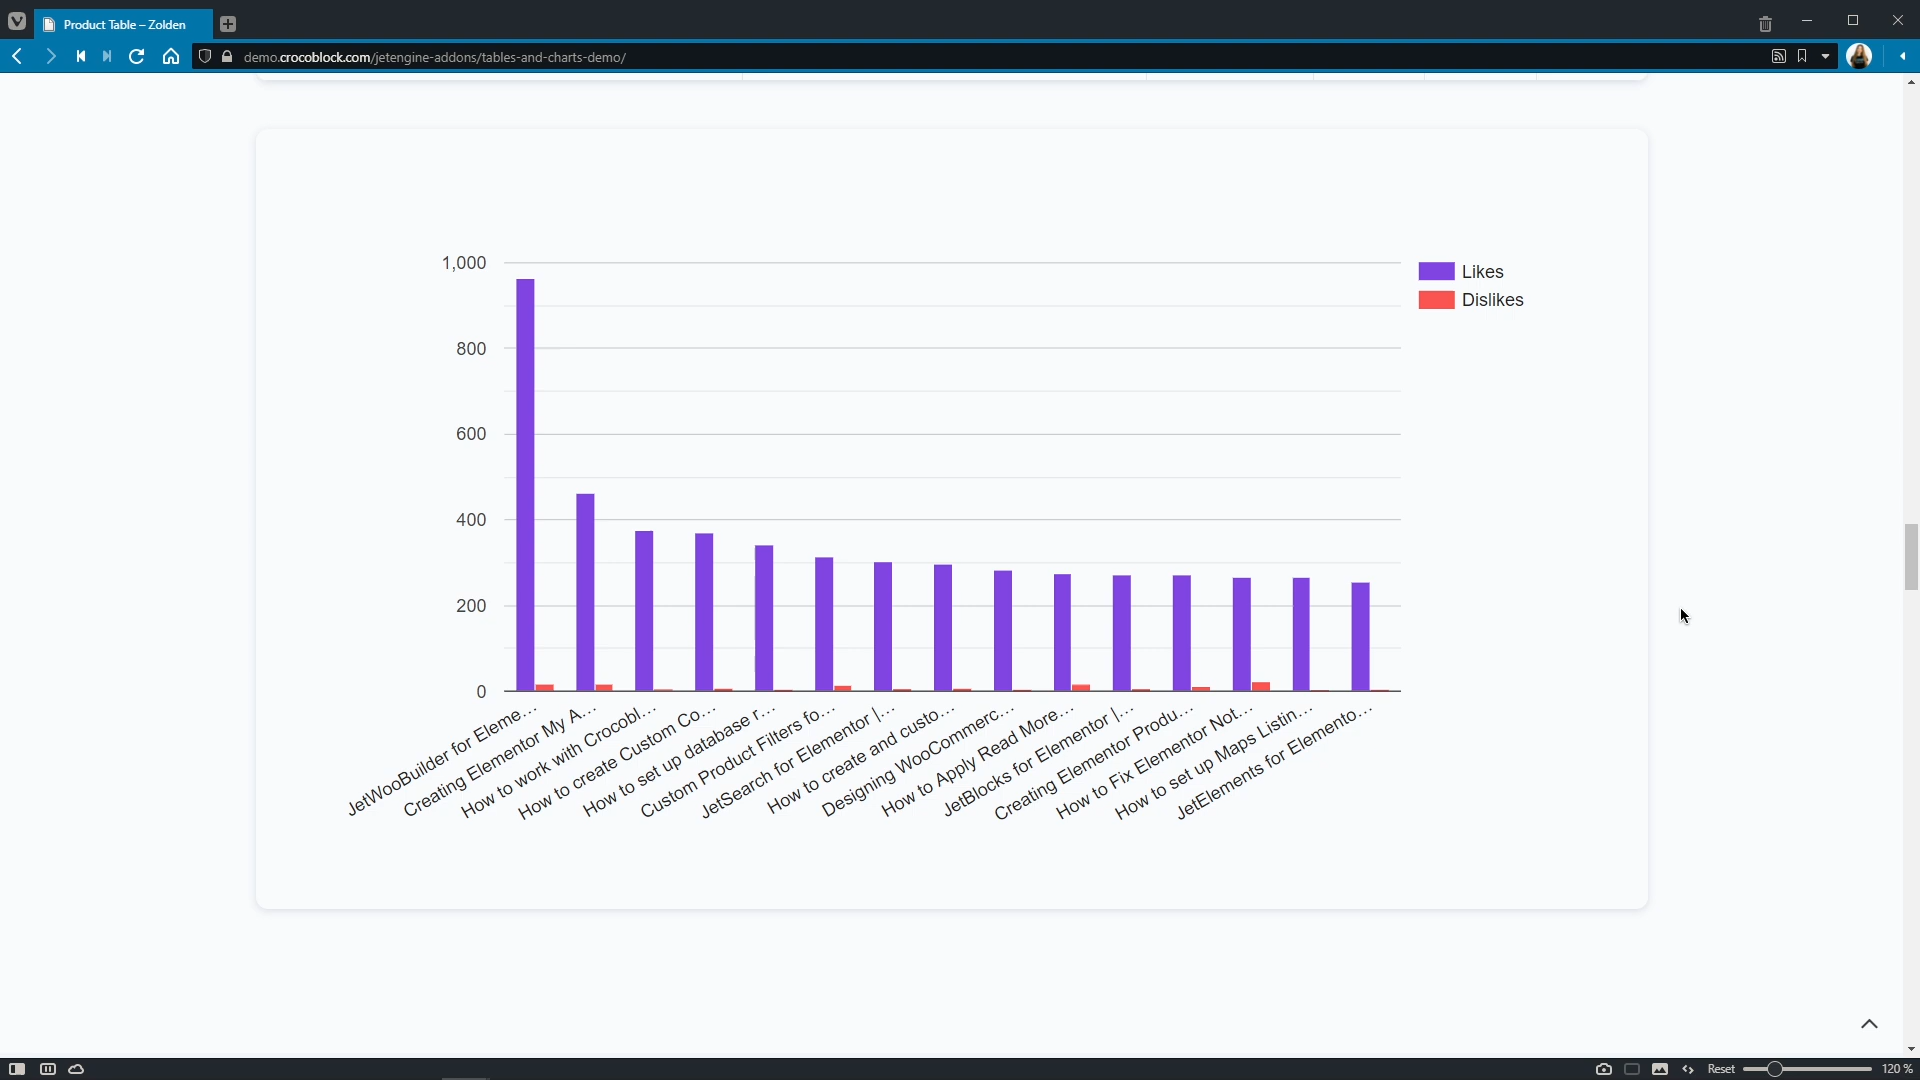 Product Table – Zolden
demo.crocoblock.com/jetengine-addons/tables-and-charts-demo/
1,000
800
600
400
200
0
Likes
Dislikes
JetWooBuilder for Eleme...
Creating Elementor My A...
How to work with Crocobl...
How to create Custom Co...
How to set up database r...
Custom Product Filters fo...
JetSearch for Elementor |...
How to create and custo...
Designing WooCommerc...
How to Apply Read More...
JetBlocks for Elementor |...
Creating Elementor Produ...
How to Fix Elementor Not...
How to set up Maps Listin...
JetElements for Elemento...
Reset
120 %